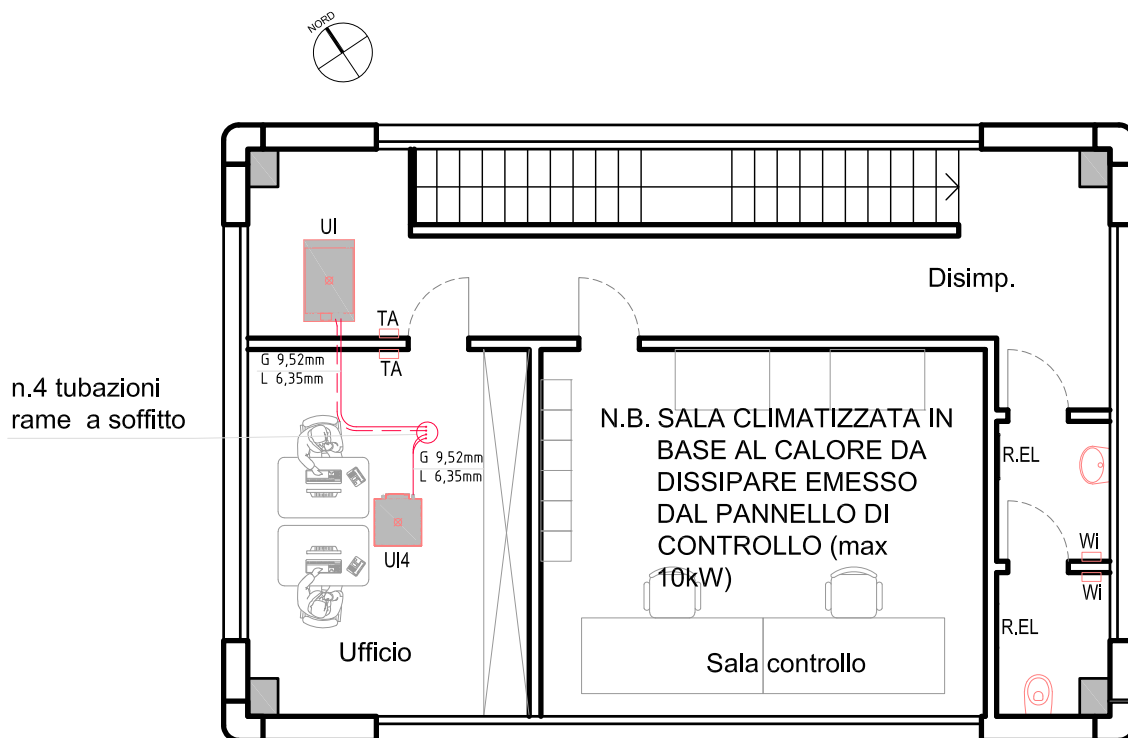 NORD
UI
Disimp.
TA
TA
G 9,52mm
L 6,35mm
n.4 tubazioni
rame a soffitto
G 9,52mm
L 6,35mm
UI4
Ufficio
N.B. SALA CLIMATIZZATA IN
BASE AL CALORE DA
DISSIPARE EMESSO
DAL PANNELLO DI
CONTROLLO (max
10kW)
Sala controllo
R.EL
Wi
Wi
R.EL